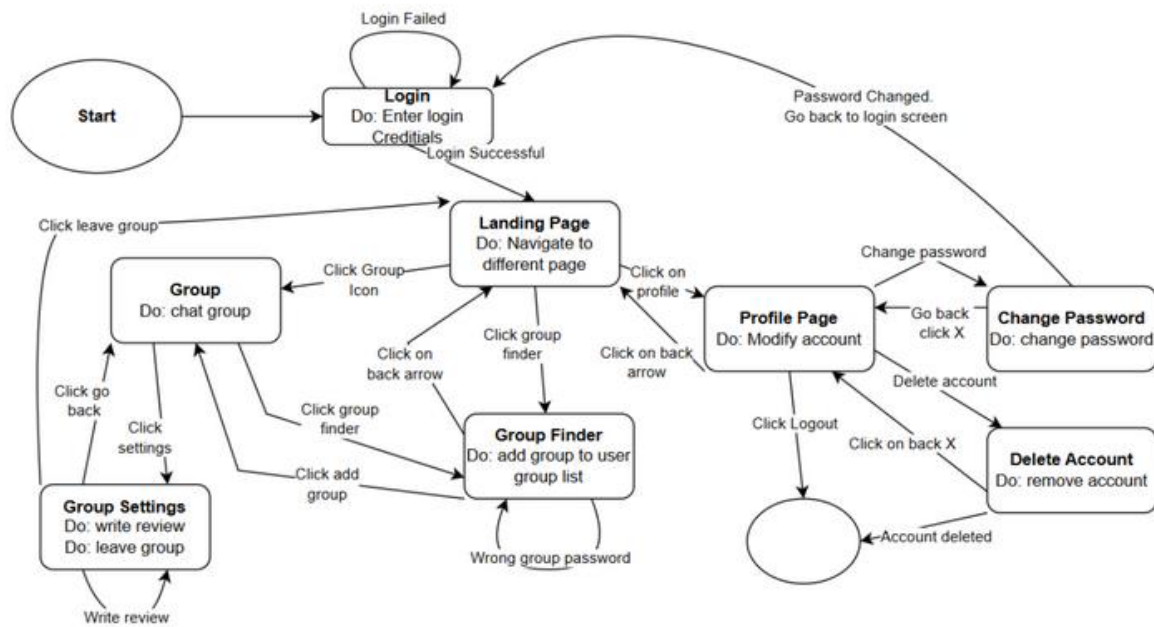 Login Failed
Start
Login
Do: Enter login
Creditials
Password Changed.
Go back to login screen
Login Successful
Click leave group
Landing Page
Do: Navigate to
different page
Click Group
Icon
Click on
profile
Change password
Group
Do: chat group
Profile Page
Do: Modify account
Go back
click X
Change Password
Do: change password
Click on
back arrow
Click group
finder
Click on back
arrow
Click go
back
Click
settings
Click group
finder
Delete account
Group Finder
Do: add group to user
group list
Click Logout
Click on back X
Delete Account
Do: remove account
Click add
group
Group Settings
Do: write review
Do: leave group
Wrong group password
Account deleted
Write review